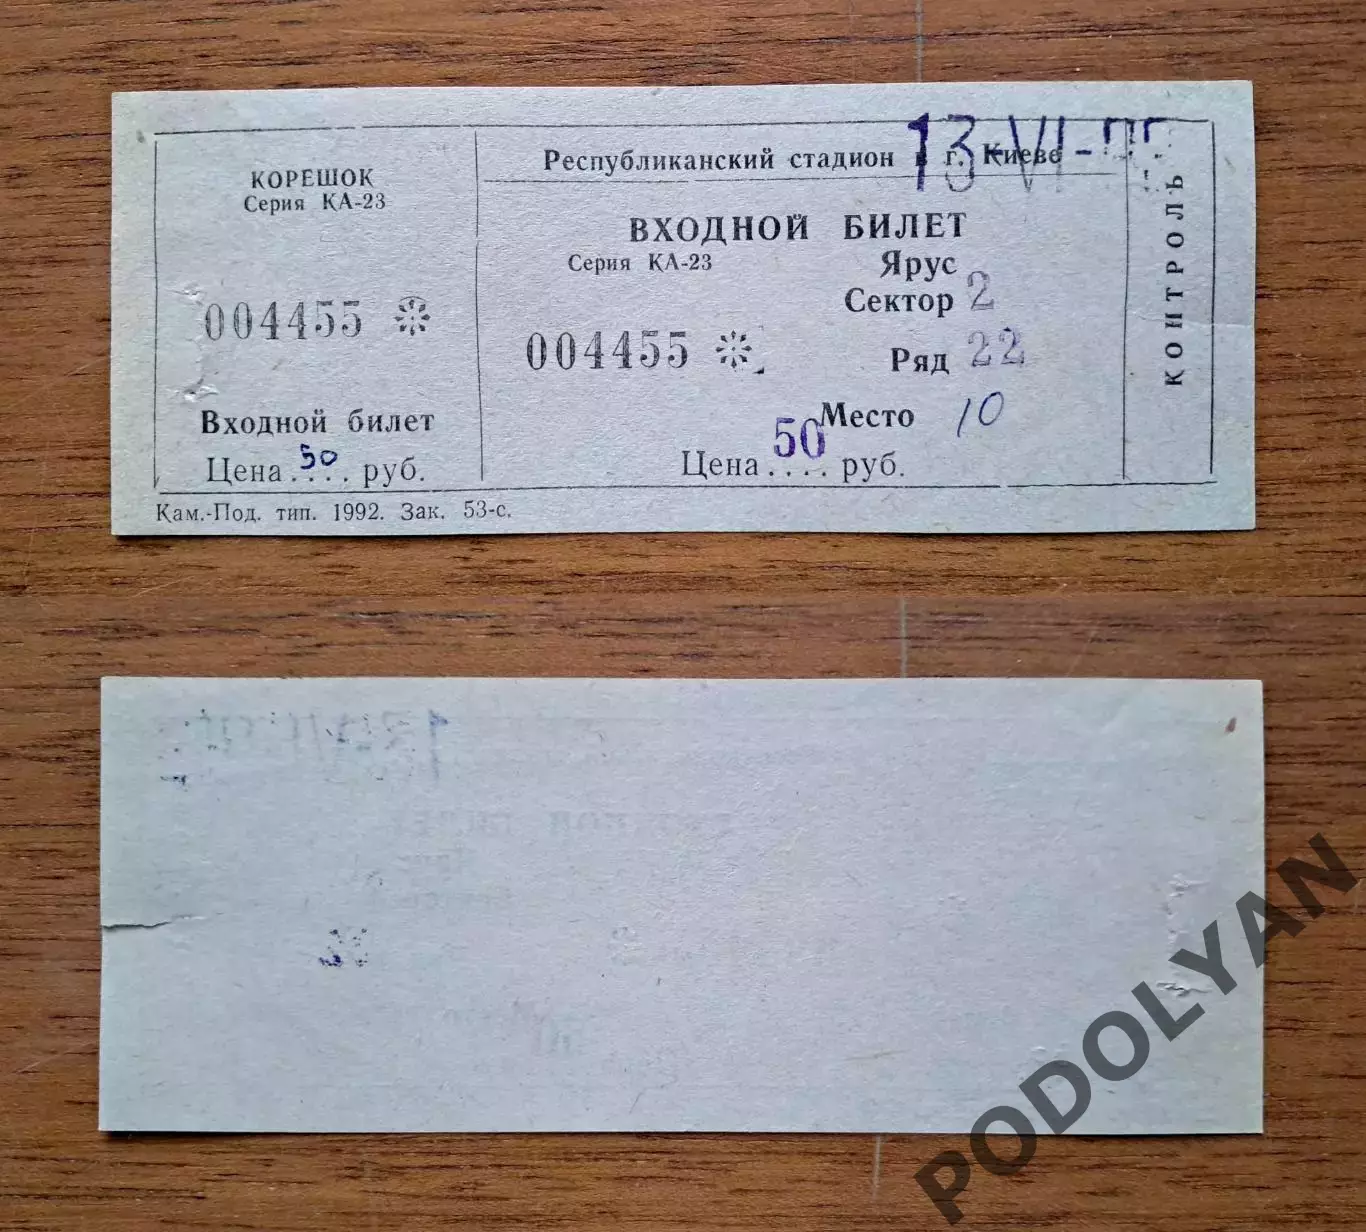 КОРЕШОК
Серия КА-23
004455
Входной билет
Цена 50.... руб.
Кам.-Под. тип. 1992. Зак. 53-с.
13-VI-
Республиканский стадион г. Киеве
ВХОДНОЙ БИЛЕТ
Серия КА-23
Ярус
Сектор 2
004455
Ряд 22
Место 10
Цена 50.... руб.
КОНТРОЛЬ
PODOLYAN